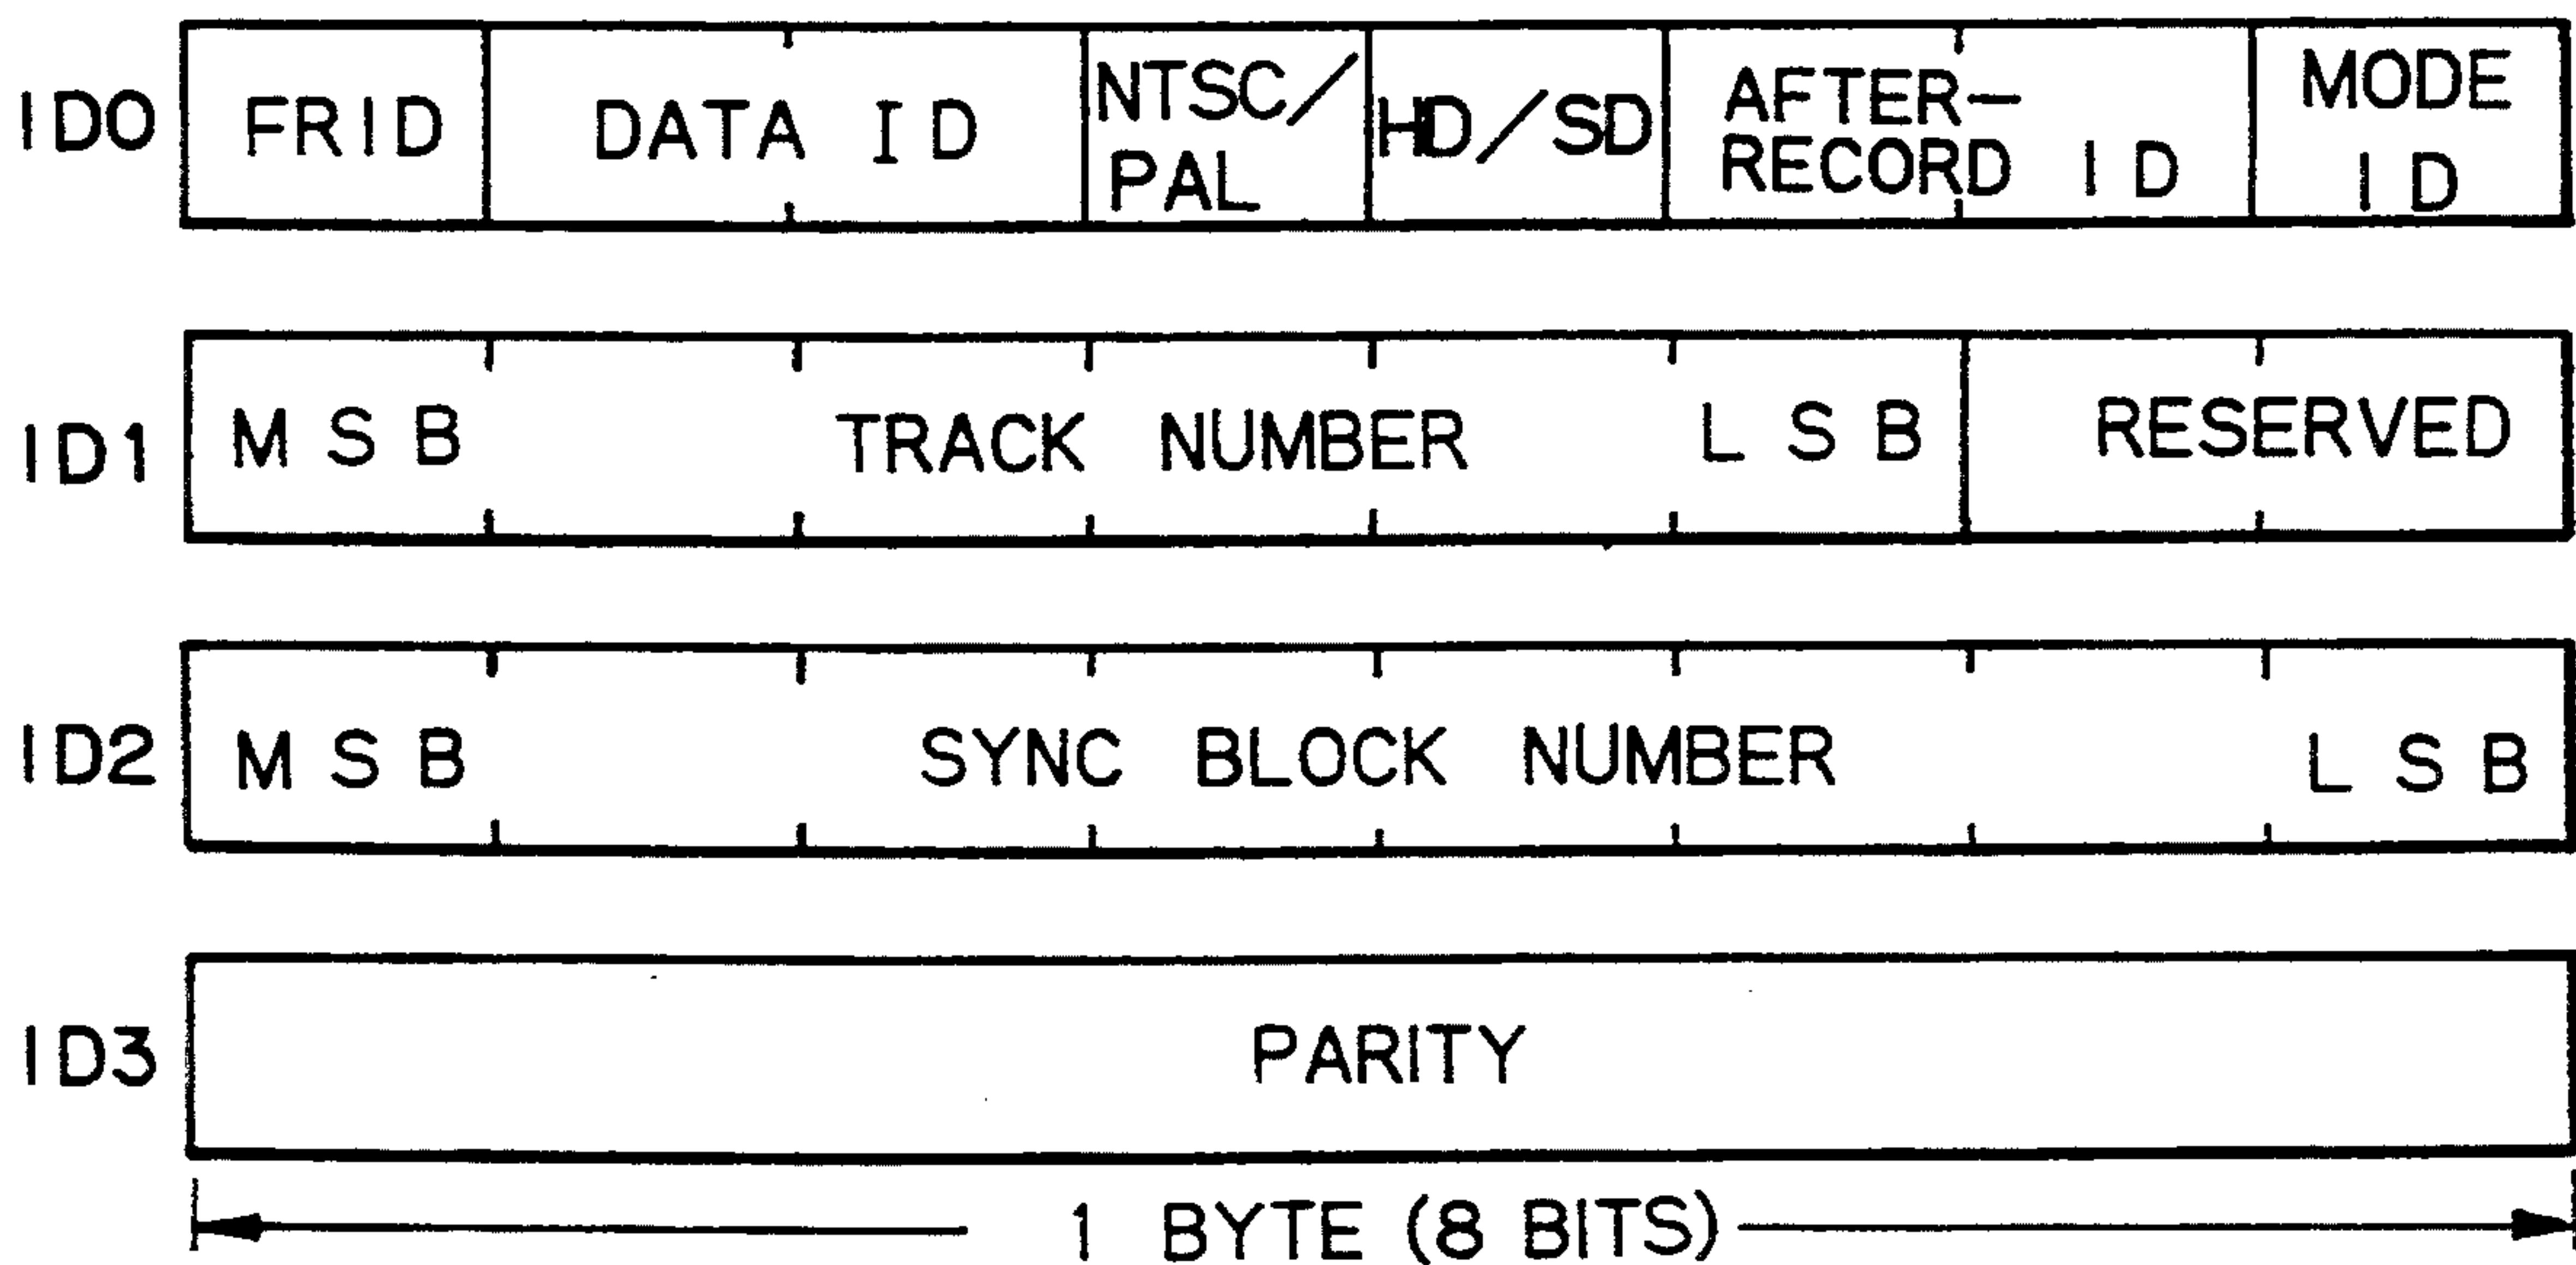 ID0 FRID DATA ID NTSC/ PAL HD/SD AFTER- RECORD ID MODE ID
ID1 MSB TRACK NUMBER LSB RESERVED
ID2 MSB SYNC BLOCK NUMBER LSB
ID3 PARITY
1 BYTE (8 BITS)